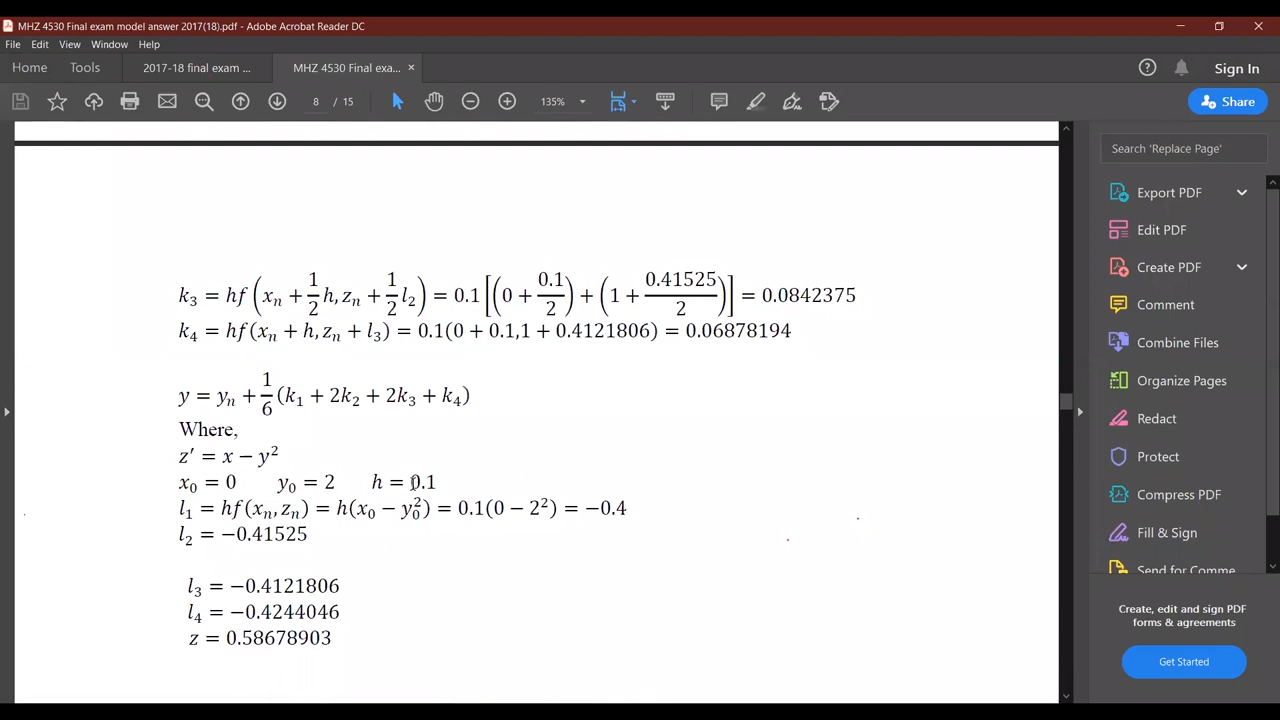 MHZ 4530 Final exam model answer 2017(18).pdf - Adobe Acrobat Reader DC
File Edit View Window Help
Home Tools 2017-18 final exam ... MHZ 4530 Final exa... × Sign In
8 / 15 135% Share
Search 'Replace Page'
Export PDF
Edit PDF
Create PDF
Comment
Combine Files
Organize Pages
Redact
Protect
Compress PDF
Fill & Sign
Send for Comme
Create, edit and sign PDF
forms & agreements
Get Started
k₃ = hf(xₙ + 1/2 h, zₙ + 1/2 l₂) = 0.1[(0 + 0.1/2) + (1 + 0.41525/2)] = 0.0842375
k₄ = hf(xₙ + h, zₙ + l₃) = 0.1(0 + 0.1,1 + 0.4121806) = 0.06878194
y = yₙ + 1/6 (k₁ + 2k₂ + 2k₃ + k₄)
Where,
z′ = x − y²
x₀ = 0 y₀ = 2 h = 0.1
l₁ = hf(xₙ, zₙ) = h(x₀ − y₀²) = 0.1(0 − 2²) = −0.4
l₂ = −0.41525
l₃ = −0.4121806
l₄ = −0.4244046
z = 0.58678903